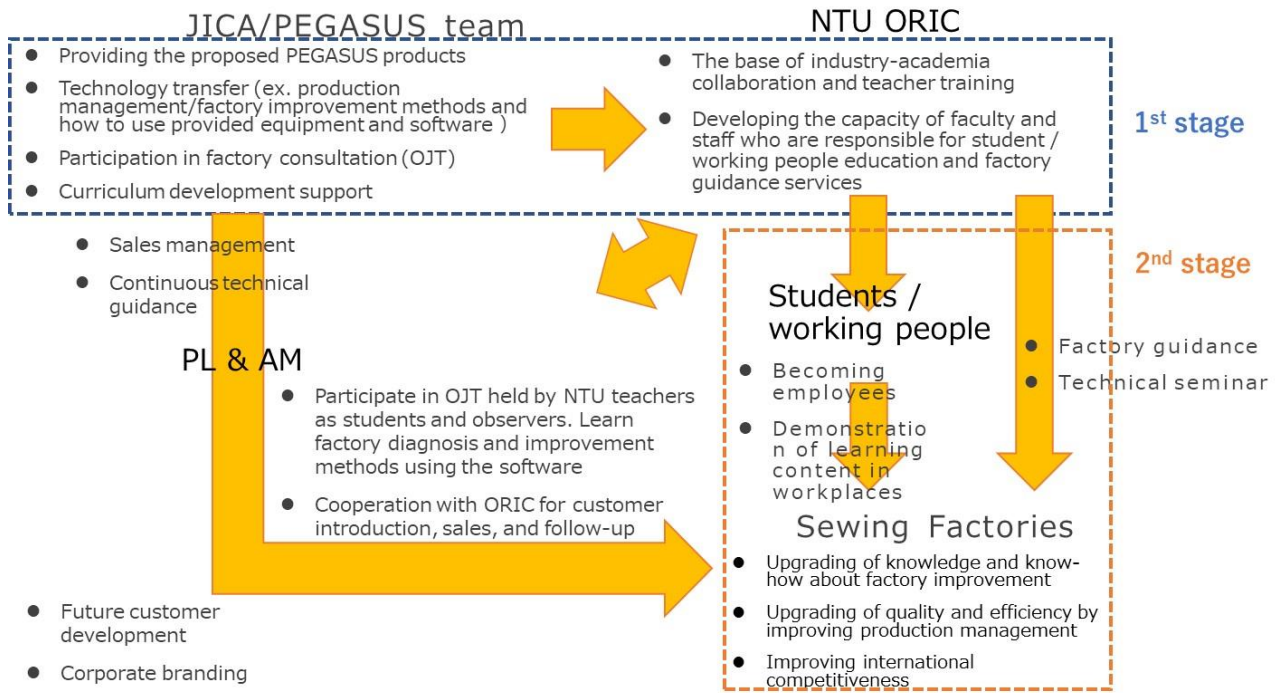 JICA/PEGASUS team
● Providing the proposed PEGASUS products
● Technology transfer (ex. production
management/factory improvement methods and
how to use provided equipment and software )
● Participation in factory consultation (OJT)
● Curriculum development support
NTU ORIC
● The base of industry-academia
collaboration and teacher training
● Developing the capacity of faculty and
staff who are responsible for student /
working people education and factory
guidance services
1st stage
● Sales management
● Continuous technical
guidance
2nd stage
Students /
working people
● Becoming
employees
● Demonstratio
n of learning
content in
workplaces
● Factory guidance
● Technical seminar
PL & AM
● Participate in OJT held by NTU teachers
as students and observers. Learn
factory diagnosis and improvement
methods using the software
● Cooperation with ORIC for customer
introduction, sales, and follow-up
Sewing Factories
● Upgrading of knowledge and know-
how about factory improvement
● Upgrading of quality and efficiency by
improving production management
● Improving international
competitiveness
● Future customer
development
● Corporate branding